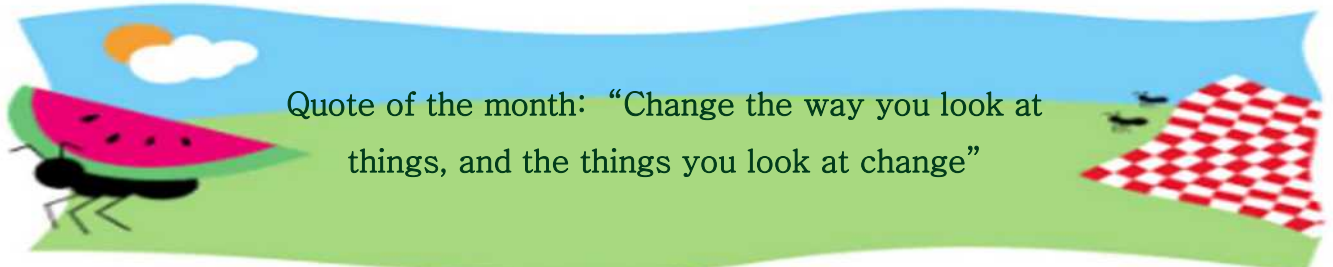 Quote of the month: “Change the way you look at
things, and the things you look at change”